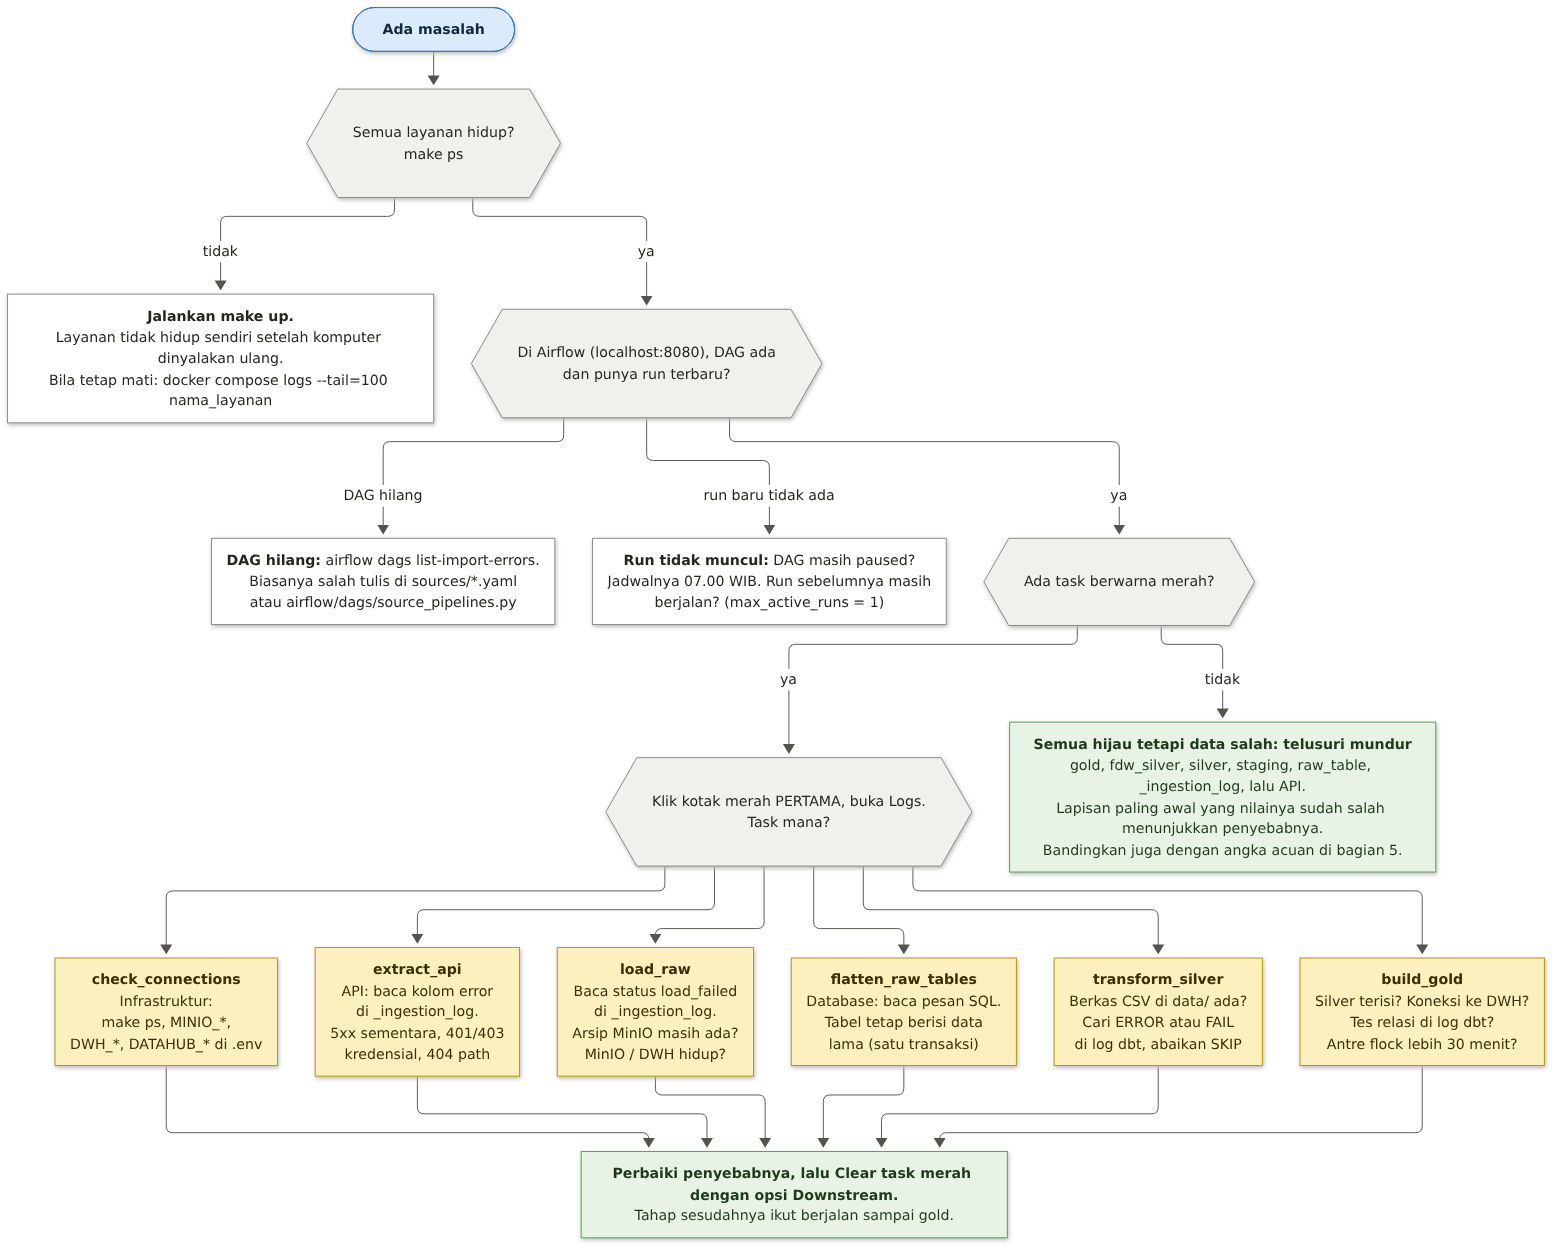 Ada masalah
Semua layanan hidup?
make ps
tidak
ya
Jalankan make up.
Layanan tidak hidup sendiri setelah komputer
dinyalakan ulang.
Bila tetap mati: docker compose logs --tail=100
nama_layanan
Di Airflow (localhost:8080), DAG ada
dan punya run terbaru?
DAG hilang
run baru tidak ada
ya
DAG hilang: airflow dags list-import-errors.
Biasanya salah tulis di sources/*.yaml
atau airflow/dags/source_pipelines.py
Run tidak muncul: DAG masih paused?
Jadwalnya 07.00 WIB. Run sebelumnya masih
berjalan? (max_active_runs = 1)
Ada task berwarna merah?
ya
tidak
Semua hijau tetapi data salah: telusuri mundur
gold, fdw_silver, silver, staging, raw_table,
_ingestion_log, lalu API.
Lapisan paling awal yang nilainya sudah salah
menunjukkan penyebabnya.
Bandingkan juga dengan angka acuan di bagian 5.
Klik kotak merah PERTAMA, buka Logs.
Task mana?
check_connections
Infrastruktur:
make ps, MINIO_*,
DWH_*, DATAHUB_* di .env
extract_api
API: baca kolom error
di _ingestion_log.
5xx sementara, 401/403
kredensial, 404 path
load_raw
Baca status load_failed
di _ingestion_log.
Arsip MinIO masih ada?
MinIO / DWH hidup?
flatten_raw_tables
Database: baca pesan SQL.
Tabel tetap berisi data
lama (satu transaksi)
transform_silver
Berkas CSV di data/ ada?
Cari ERROR atau FAIL
di log dbt, abaikan SKIP
build_gold
Silver terisi? Koneksi ke DWH?
Tes relasi di log dbt?
Antre flock lebih 30 menit?
Perbaiki penyebabnya, lalu Clear task merah
dengan opsi Downstream.
Tahap sesudahnya ikut berjalan sampai gold.